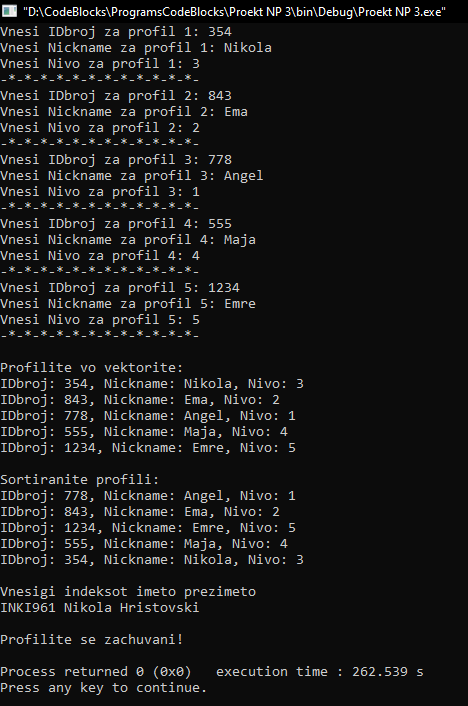 "D:\CodeBlocks\ProgramsCodeBlocks\Proekt NP 3\bin\Debug\Proekt NP 3.exe"
Vnesi IDbroj za profil 1: 354
Vnesi Nickname za profil 1: Nikola
Vnesi Nivo za profil 1: 3
-*-*-*-*-*-*-*-*-*-*-*-*-
Vnesi IDbroj za profil 2: 843
Vnesi Nickname za profil 2: Ema
Vnesi Nivo za profil 2: 2
-*-*-*-*-*-*-*-*-*-*-*-*-
Vnesi IDbroj za profil 3: 778
Vnesi Nickname za profil 3: Angel
Vnesi Nivo za profil 3: 1
-*-*-*-*-*-*-*-*-*-*-*-*-
Vnesi IDbroj za profil 4: 555
Vnesi Nickname za profil 4: Maja
Vnesi Nivo za profil 4: 4
-*-*-*-*-*-*-*-*-*-*-*-*-
Vnesi IDbroj za profil 5: 1234
Vnesi Nickname za profil 5: Emre
Vnesi Nivo za profil 5: 5
-*-*-*-*-*-*-*-*-*-*-*-*-
Profilite vo vektorite:
IDbroj: 354, Nickname: Nikola, Nivo: 3
IDbroj: 843, Nickname: Ema, Nivo: 2
IDbroj: 778, Nickname: Angel, Nivo: 1
IDbroj: 555, Nickname: Maja, Nivo: 4
IDbroj: 1234, Nickname: Emre, Nivo: 5
Sortiranite profili:
IDbroj: 778, Nickname: Angel, Nivo: 1
IDbroj: 843, Nickname: Ema, Nivo: 2
IDbroj: 1234, Nickname: Emre, Nivo: 5
IDbroj: 555, Nickname: Maja, Nivo: 4
IDbroj: 354, Nickname: Nikola, Nivo: 3
Vnesigi indeksot imeto prezimeto
INKI961 Nikola Hristovski
Profilite se zachuvani!
Process returned 0 (0x0)   execution time : 262.539 s
Press any key to continue.